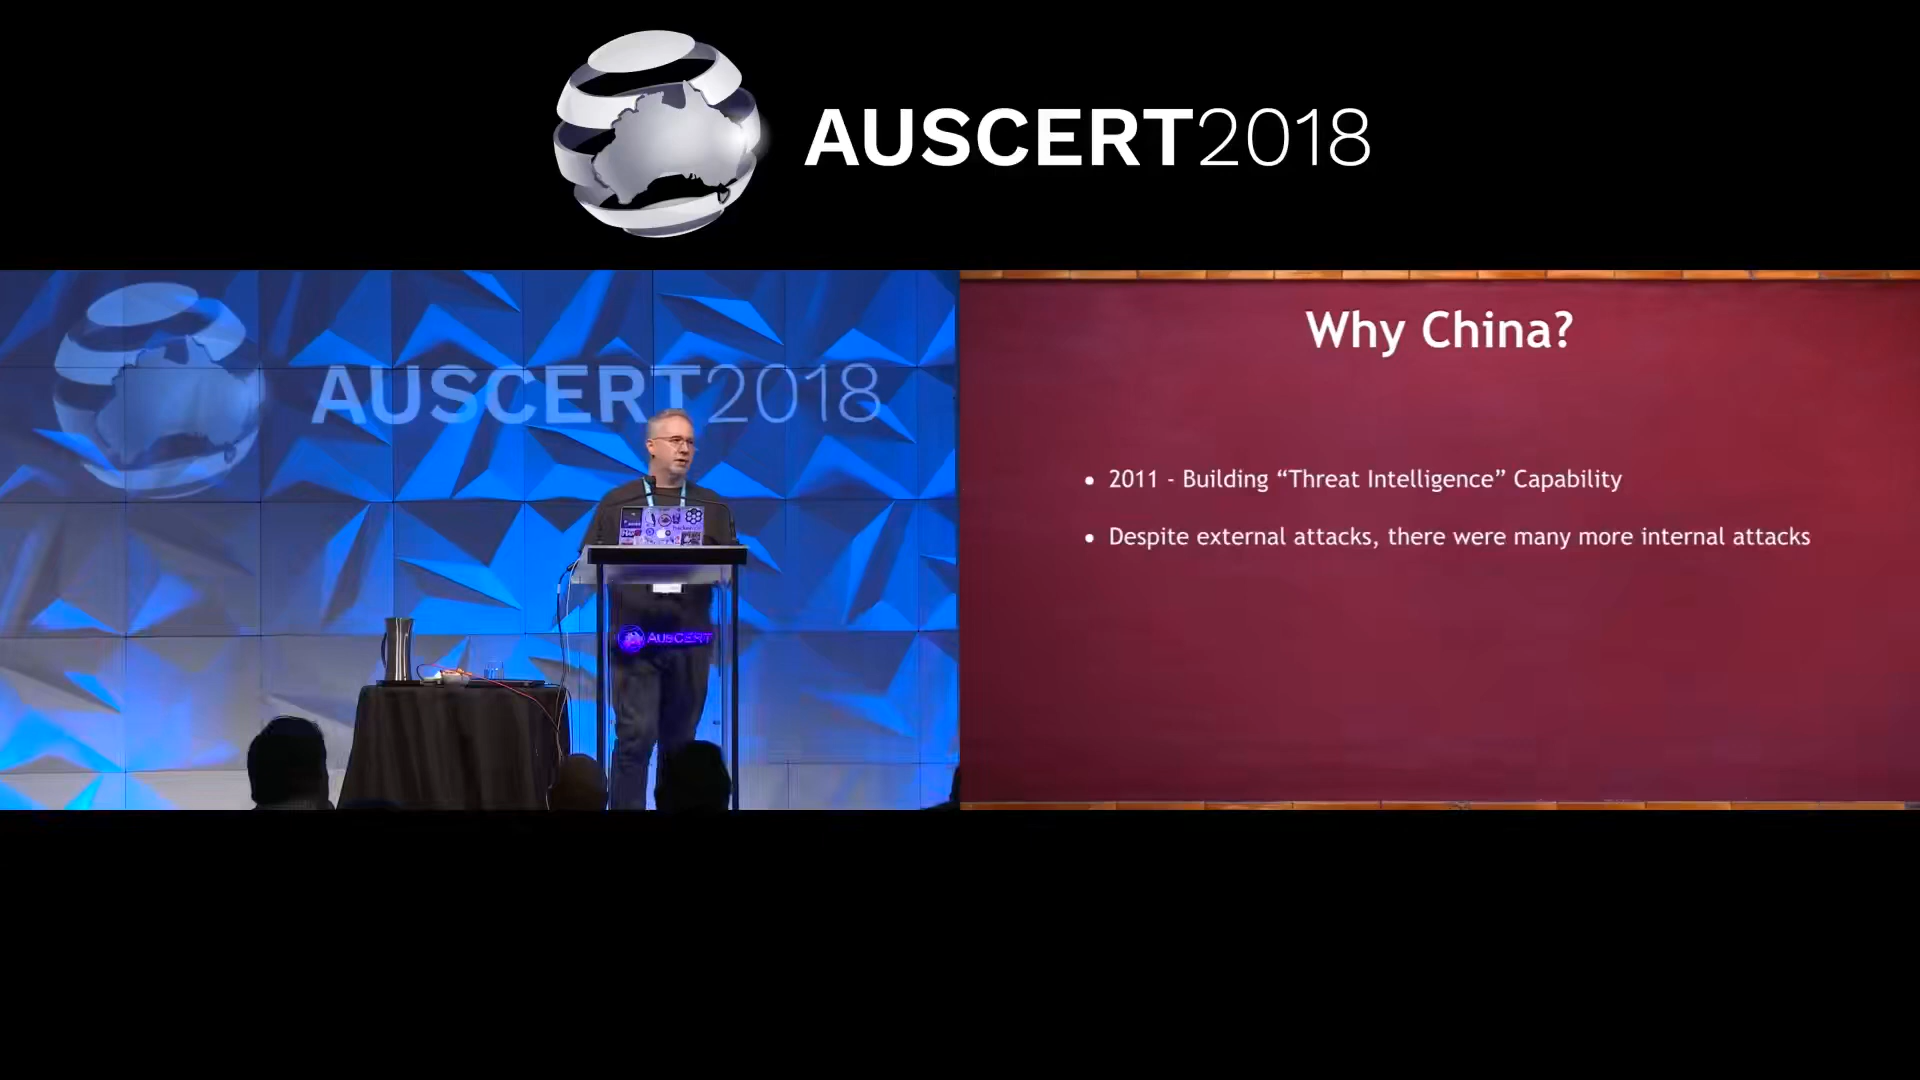 AUSCERT2018
AUSCERT2018
AUSCERT
Why China?
• 2011 - Building “Threat Intelligence” Capability
• Despite external attacks, there were many more internal attacks